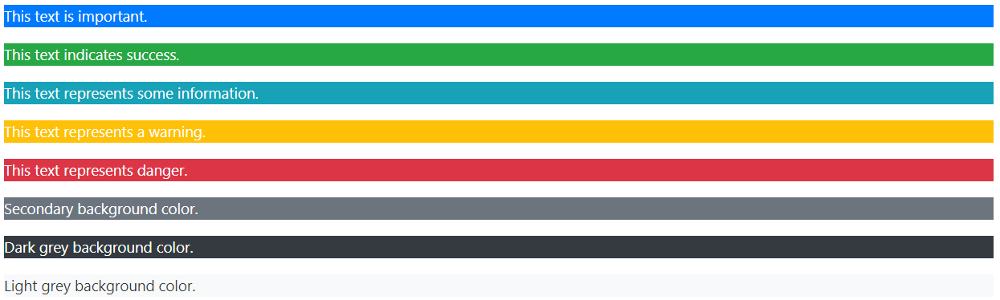 This text is important.
This text indicates success.
This text represents some information.
This text represents a warning.
This text represents danger.
Secondary background color.
Dark grey background color.
Light grey background color.